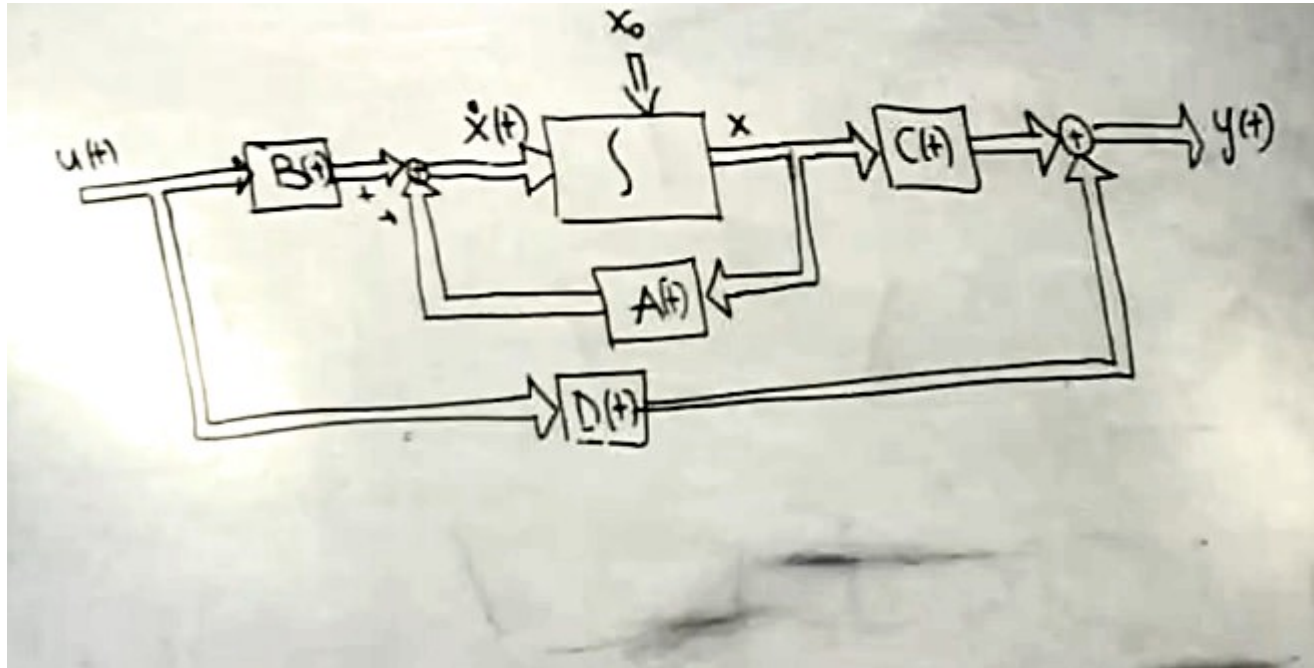 x₀
u(t)
B(t)
+
+
+
ẋ(t)
∫
x
C(t)
+
y(t)
A(t)
D(t)